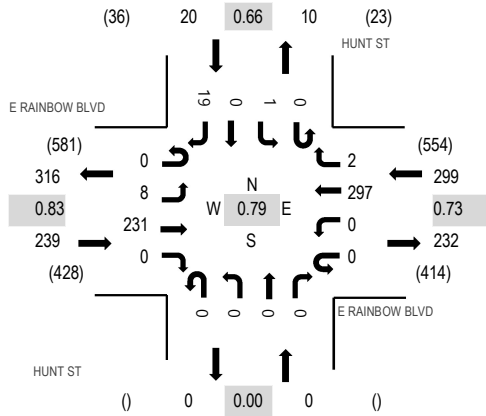 (36) 20 0.66 10 (23)
HUNT ST
19 0 1 0
E RAINBOW BLVD
(581) (554)
0 2
316 299
8 N 297
0.83 W 0.79 E 0.73
231 0
239 S 232
0 0
(428) (414)
0 0 0 0
E RAINBOW BLVD
HUNT ST
() 0 0.00 0 ()